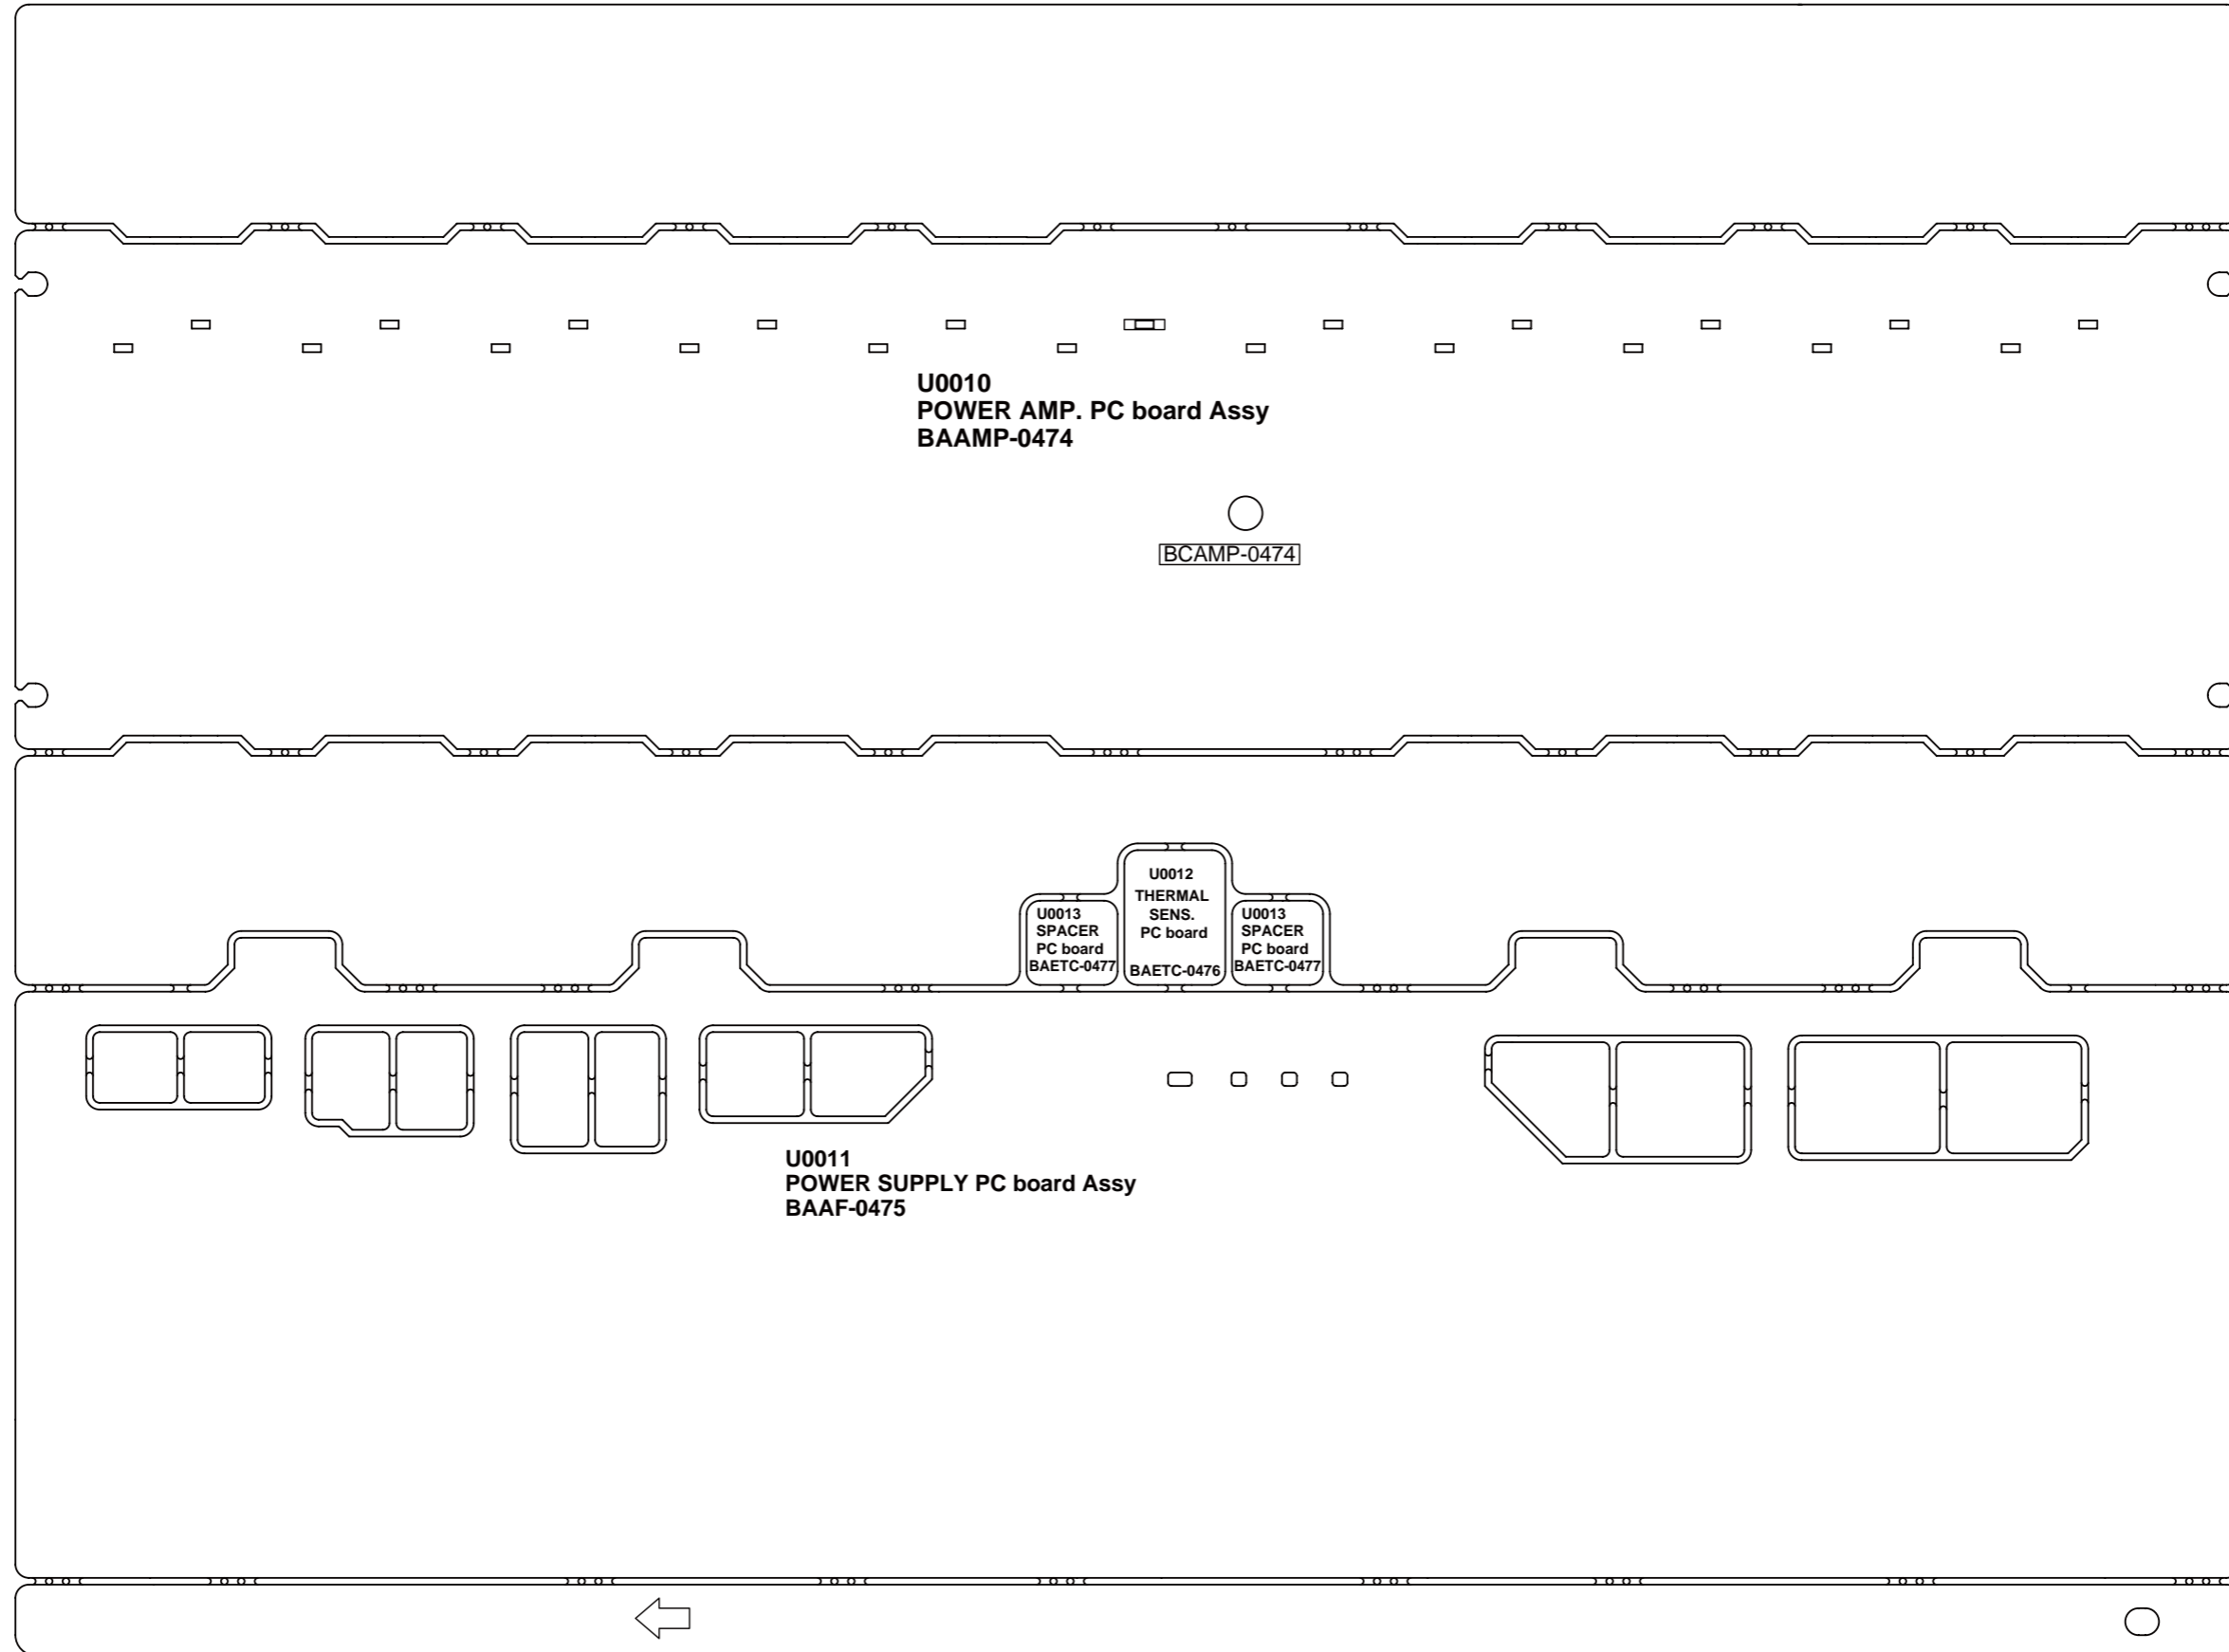 U0010
POWER AMP. PC board Assy
BAAMP-0474
BCAMP-0474
U0012
THERMAL
SENS.
PC board
BAETC-0476
U0013
SPACER
PC board
BAETC-0477
U0013
SPACER
PC board
BAETC-0477
U0011
POWER SUPPLY PC board Assy
BAAF-0475